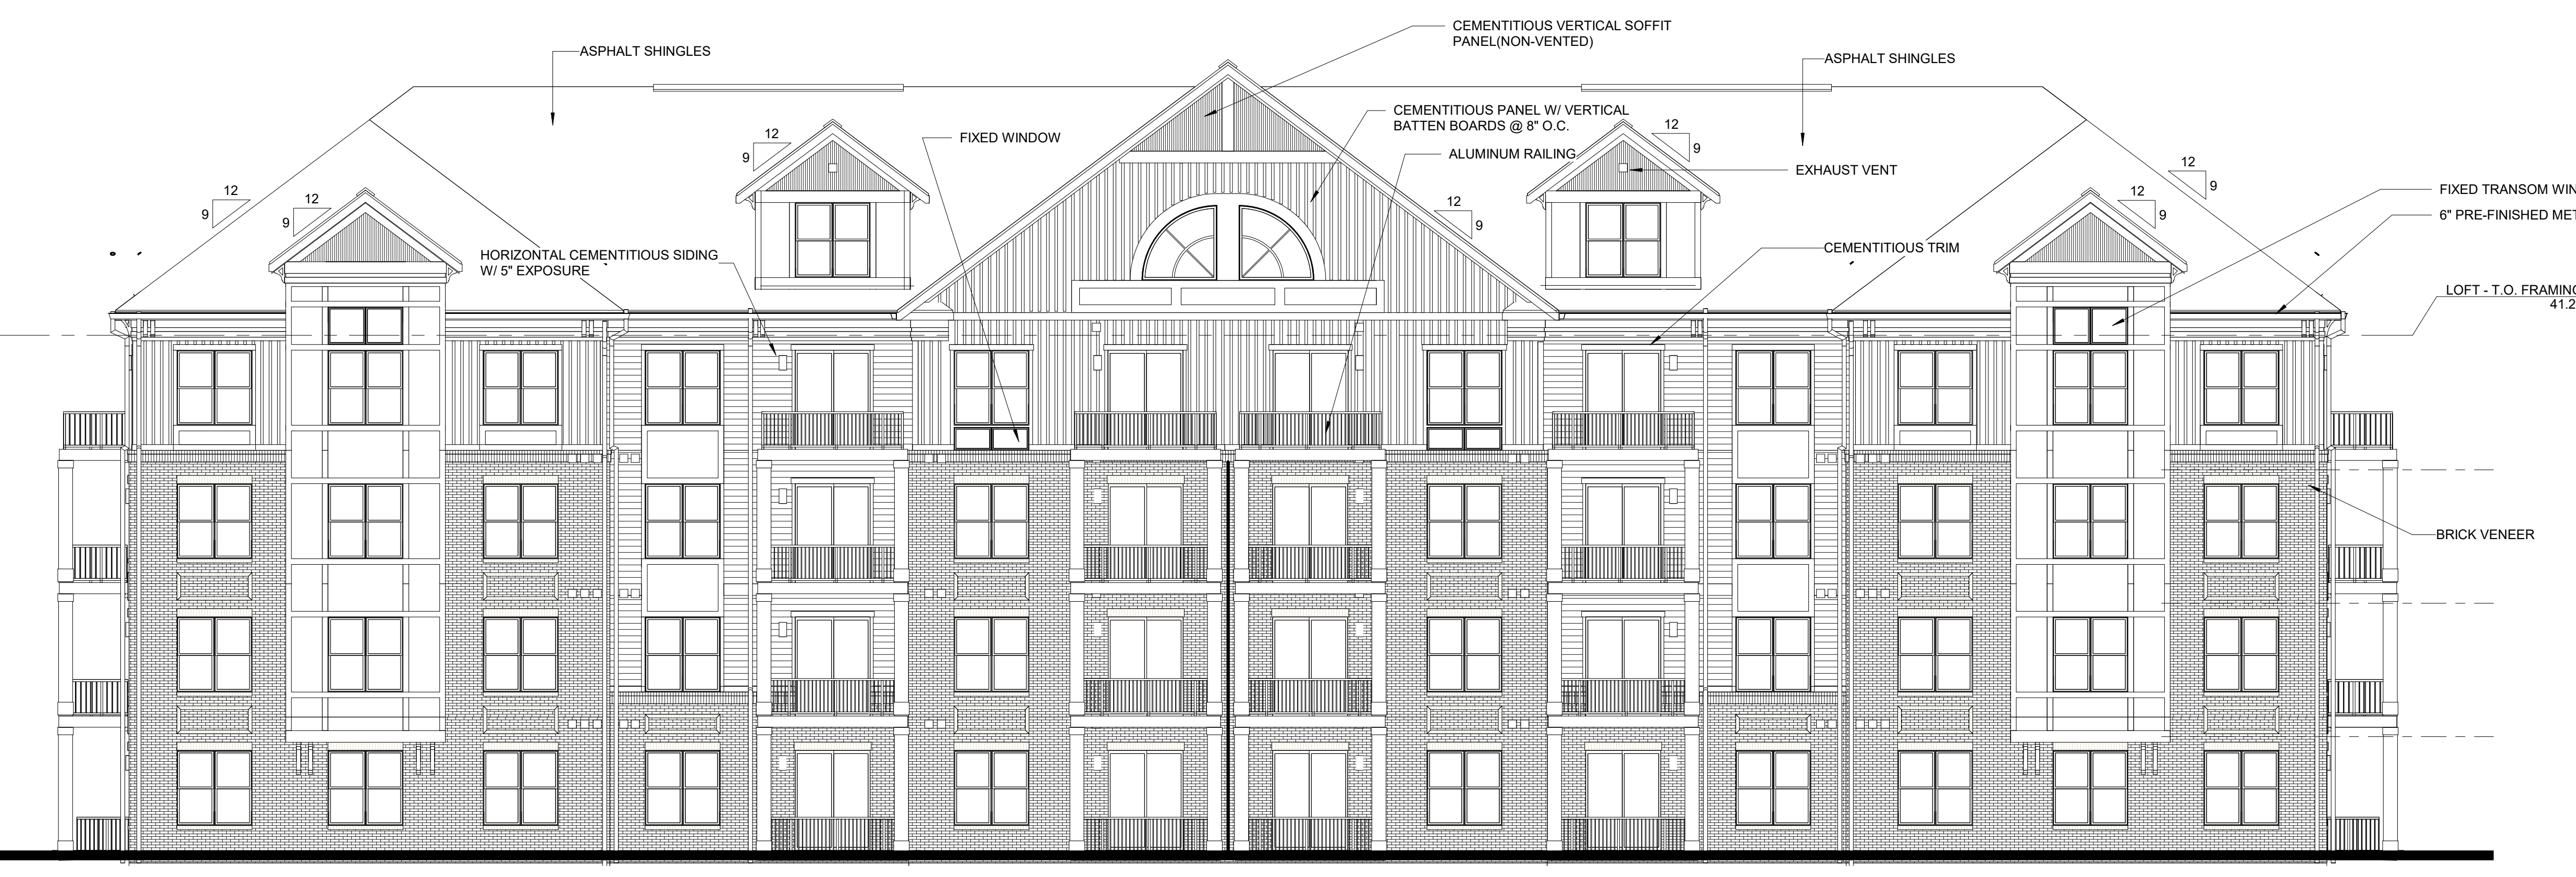 CEMENTITIOUS VERTICAL SOFFIT
PANEL(NON-VENTED)
ASPHALT SHINGLES
ASPHALT SHINGLES
CEMENTITIOUS PANEL W/ VERTICAL
BATTEN BOARDS @ 8" O.C.
FIXED WINDOW
ALUMINUM RAILING
EXHAUST VENT
12
9
12
9
12
9
12
9
12
9
12
9
12
9
FIXED TRANSOM WIN
6" PRE-FINISHED MET
HORIZONTAL CEMENTITIOUS SIDING
W/ 5" EXPOSURE
CEMENTITIOUS TRIM
LOFT - T.O. FRAMING
41.2
BRICK VENEER